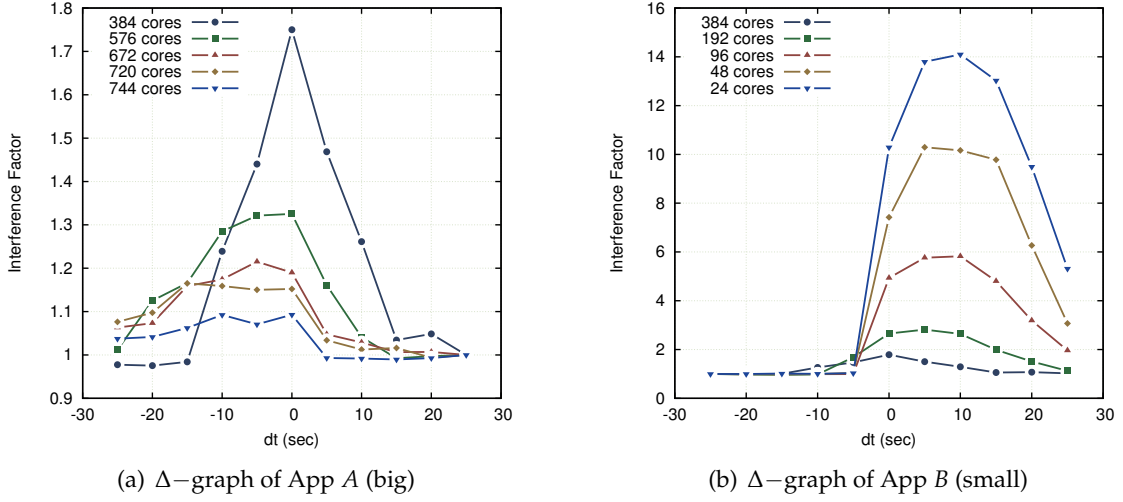 1.8
1.7
1.6
1.5
1.4
1.3
1.2
1.1
1
0.9
-30 -20 -10 0 10 20 30
Interference Factor
dt (sec)
384 cores
576 cores
672 cores
720 cores
744 cores
(a) Δ−graph of App A (big)
16
14
12
10
8
6
4
2
0
-30 -20 -10 0 10 20 30
Interference Factor
dt (sec)
384 cores
192 cores
96 cores
48 cores
24 cores
(b) Δ−graph of App B (small)